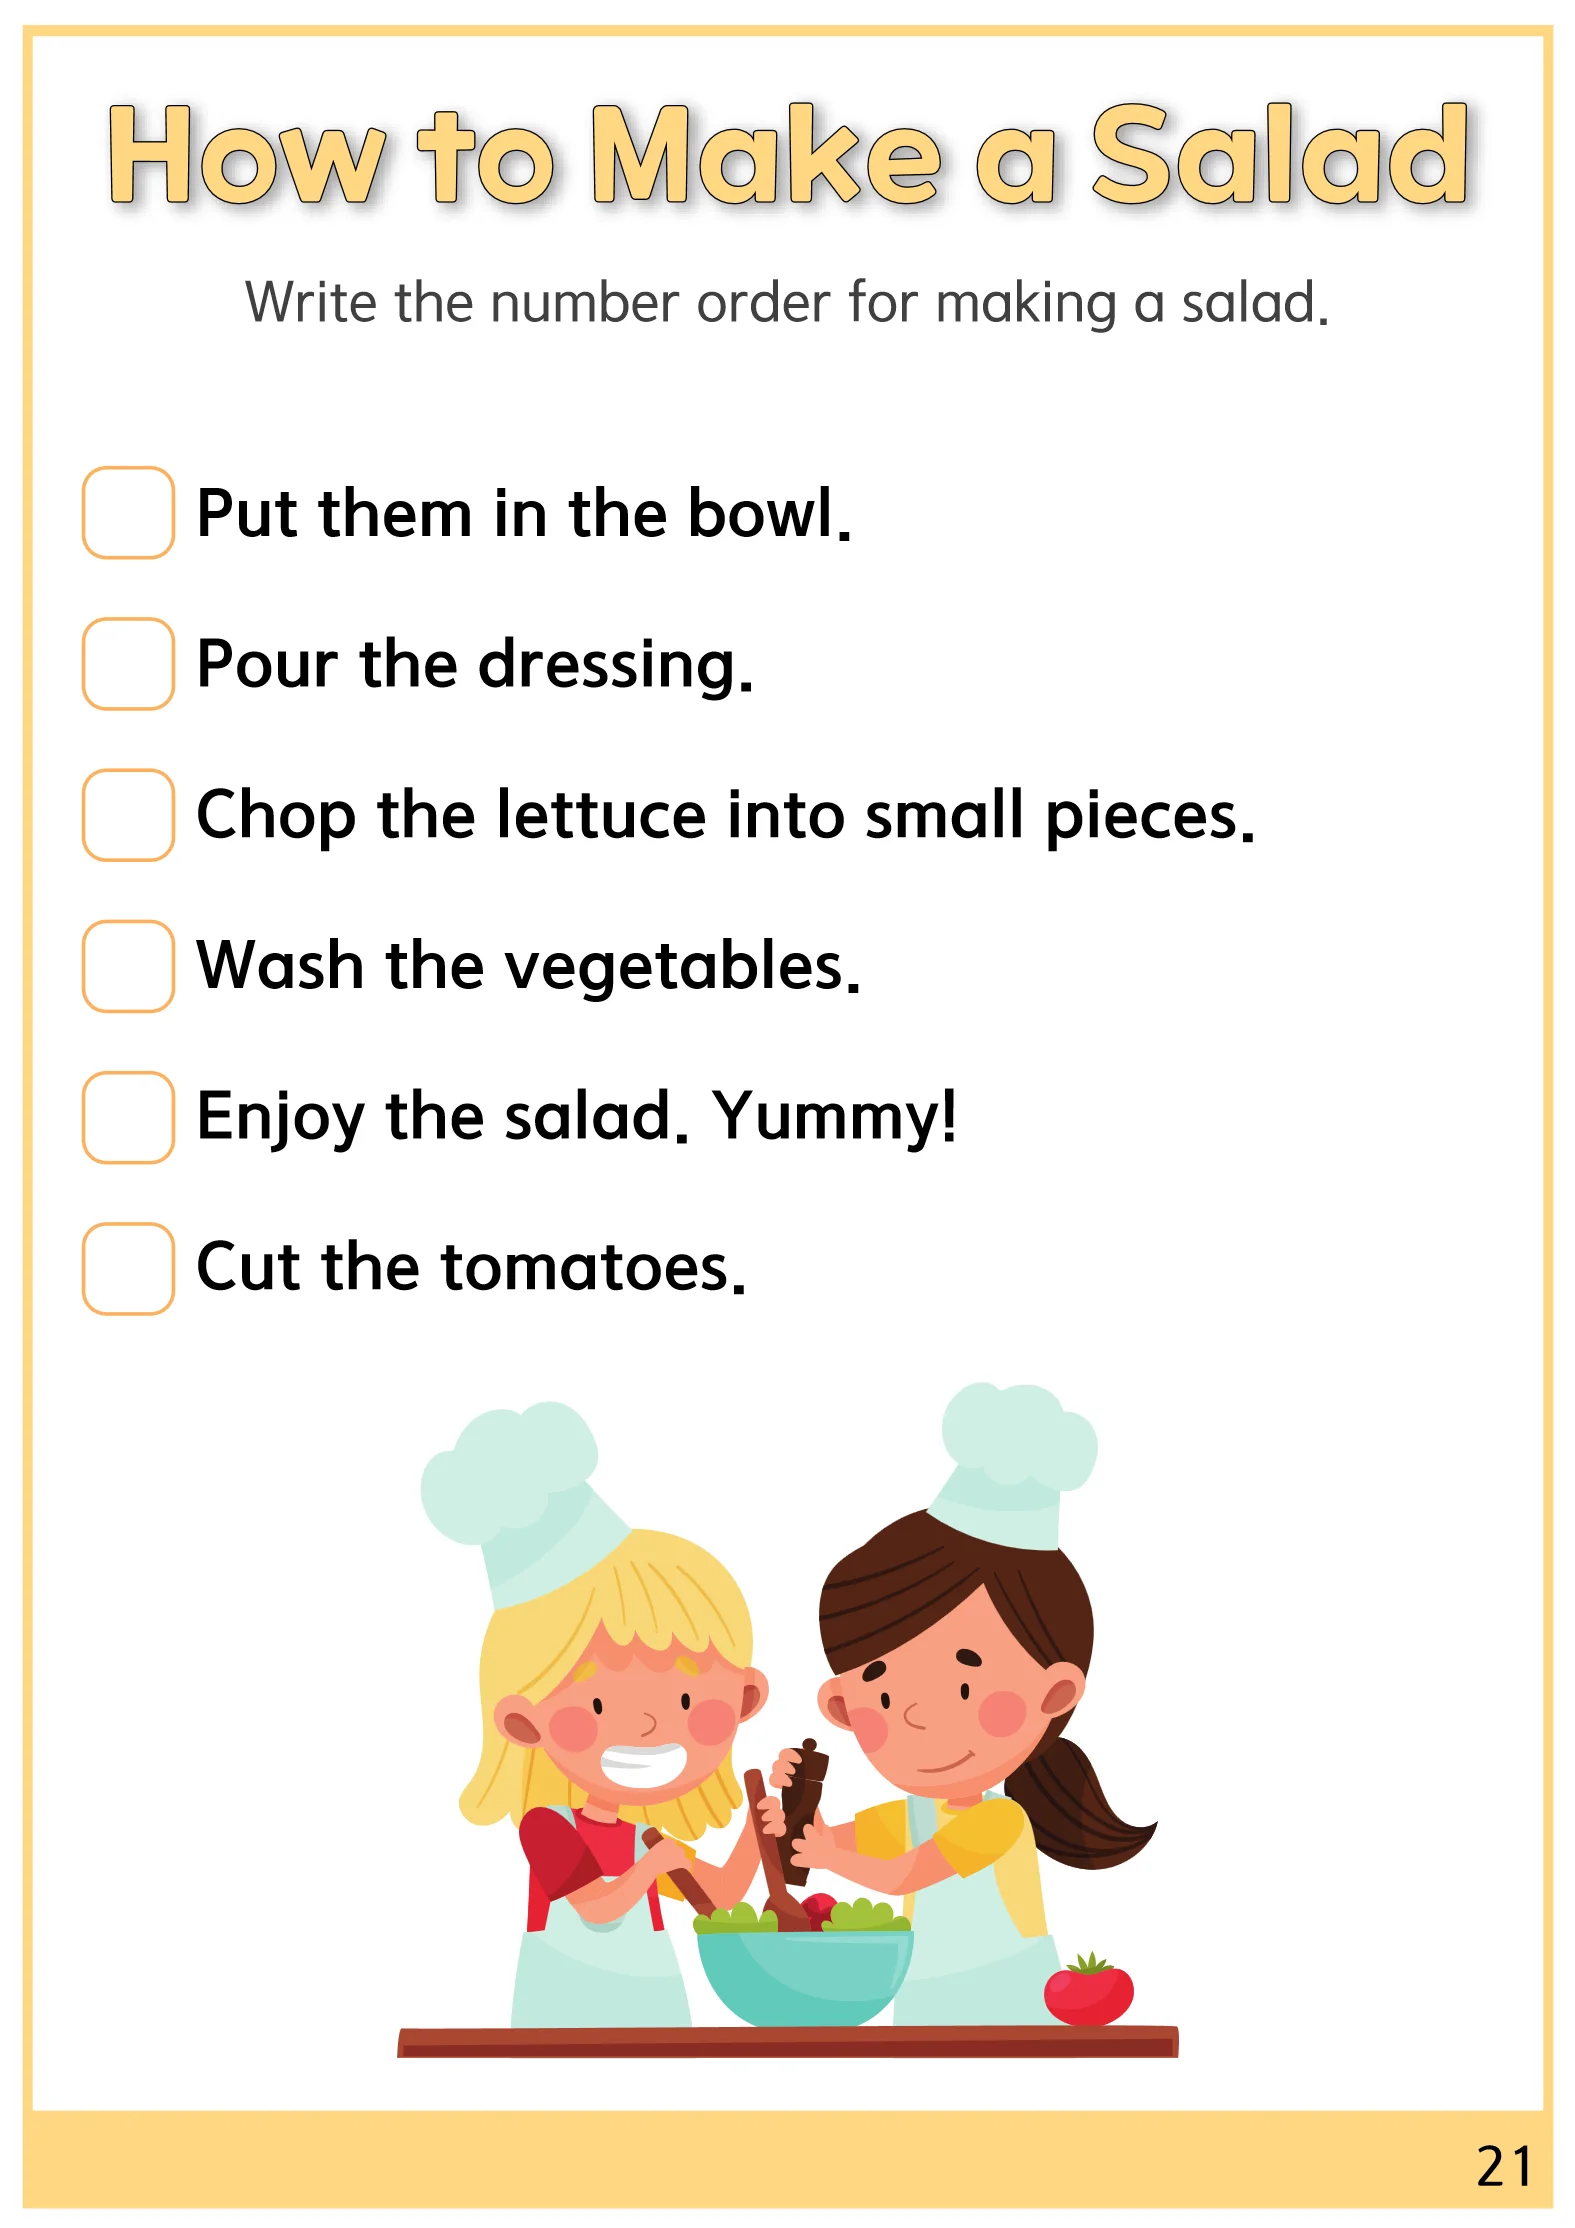 How to Make a Salad
Write the number order for making a salad.
Put them in the bowl.
Pour the dressing.
Chop the lettuce into small pieces.
Wash the vegetables.
Enjoy the salad. Yummy!
Cut the tomatoes.
21